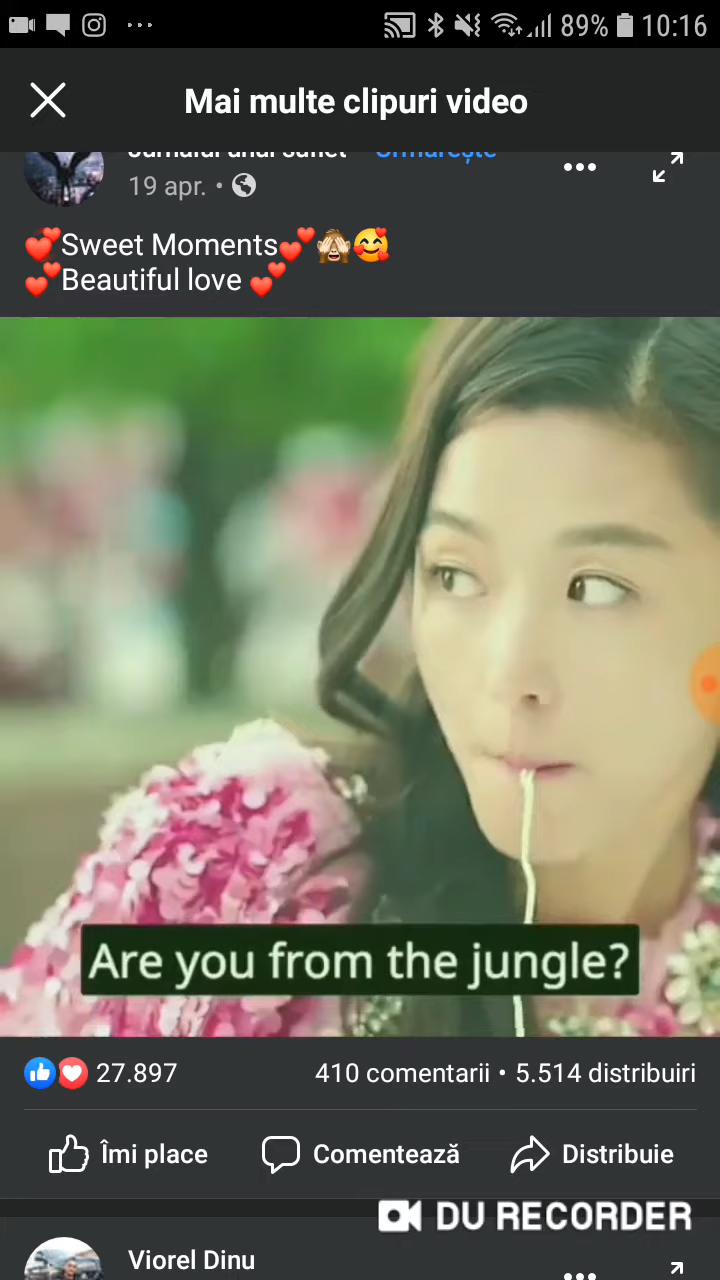 89% 10:16
Mai multe clipuri video
Urmărește
19 apr. •
Sweet Moments
Beautiful love
Are you from the jungle?
27.897 410 comentarii • 5.514 distribuiri
Îmi place Comentează Distribuie
DU RECORDER
Viorel Dinu